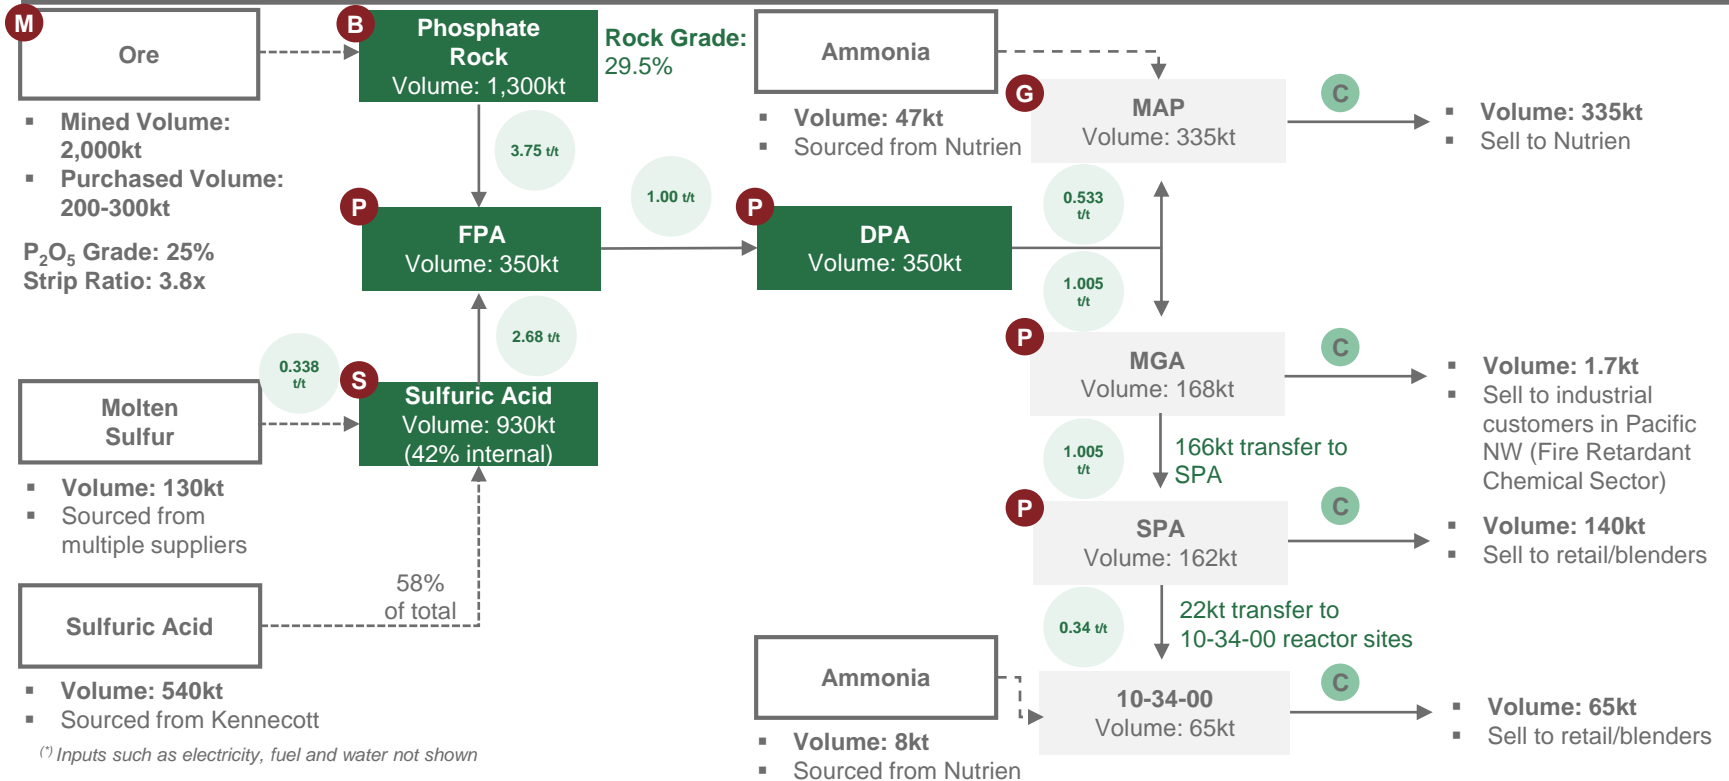 M
Ore
▪ Mined Volume:
2,000kt
▪ Purchased Volume:
200-300kt
P₂O₅ Grade: 25%
Strip Ratio: 3.8x
B
Phosphate
Rock
Volume: 1,300kt
Rock Grade:
29.5%
3.75 t/t
P
FPA
Volume: 350kt
1.00 t/t
2.68 t/t
0.338
t/t
Molten
Sulfur
▪ Volume: 130kt
▪ Sourced from
multiple suppliers
S
Sulfuric Acid
Volume: 930kt
(42% internal)
58%
of total
Sulfuric Acid
▪ Volume: 540kt
▪ Sourced from Kennecott
(*) Inputs such as electricity, fuel and water not shown
Ammonia
▪ Volume: 47kt
▪ Sourced from Nutrien
P
DPA
Volume: 350kt
G
MAP
Volume: 335kt
C
▪ Volume: 335kt
▪ Sell to Nutrien
0.533
t/t
1.005
t/t
P
MGA
Volume: 168kt
C
▪ Volume: 1.7kt
▪ Sell to industrial
customers in Pacific
NW (Fire Retardant
Chemical Sector)
1.005
t/t
166kt transfer to
SPA
P
SPA
Volume: 162kt
C
▪ Volume: 140kt
▪ Sell to retail/blenders
0.34 t/t
22kt transfer to
10-34-00 reactor sites
Ammonia
▪ Volume: 8kt
▪ Sourced from Nutrien
10-34-00
Volume: 65kt
C
▪ Volume: 65kt
▪ Sell to retail/blenders